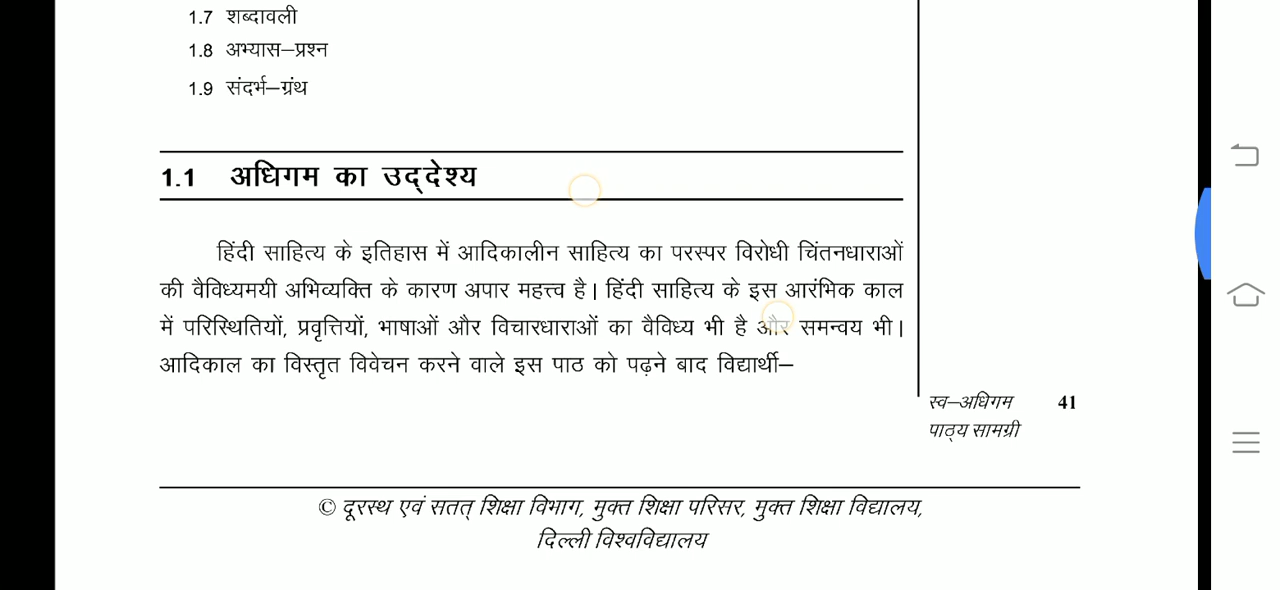 1.7 शब्दावली
1.8 अभ्यास–प्रश्न
1.9 संदर्भ–ग्रंथ
1.1 अधिगम का उद्देश्य
हिंदी साहित्य के इतिहास में आदिकालीन साहित्य का परस्पर विरोधी चिंतनधाराओं
की वैविध्यमयी अभिव्यक्ति के कारण अपार महत्त्व है। हिंदी साहित्य के इस आरंभिक काल
में परिस्थितियों, प्रवृत्तियों, भाषाओं और विचारधाराओं का वैविध्य भी है और समन्वय भी।
आदिकाल का विस्तृत विवेचन करने वाले इस पाठ को पढ़ने बाद विद्यार्थी–
स्व–अधिगम 41
पाठ्य सामग्री
© दूरस्थ एवं सतत् शिक्षा विभाग, मुक्त शिक्षा परिसर, मुक्त शिक्षा विद्यालय,
दिल्ली विश्वविद्यालय